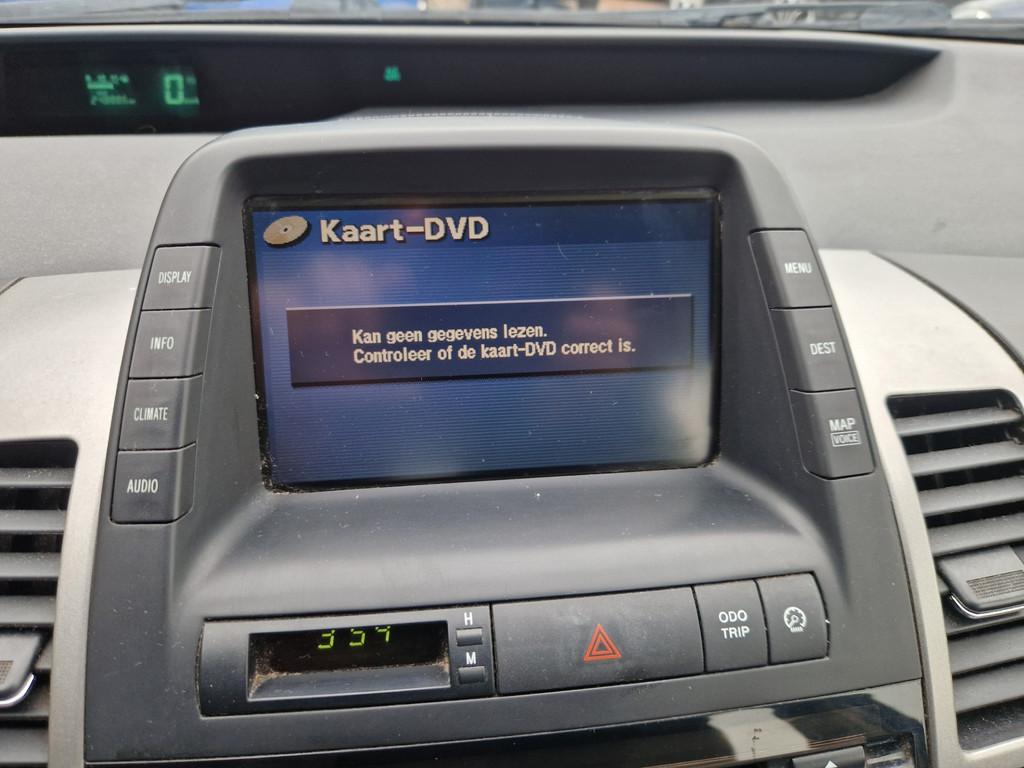 0
Kaart-DVD
Kan geen gegevens lezen.
Controleer of de kaart-DVD correct is.
DISPLAY
INFO
CLIMATE
AUDIO
MENU
DEST
MAP
VOICE
H
M
ODO
TRIP